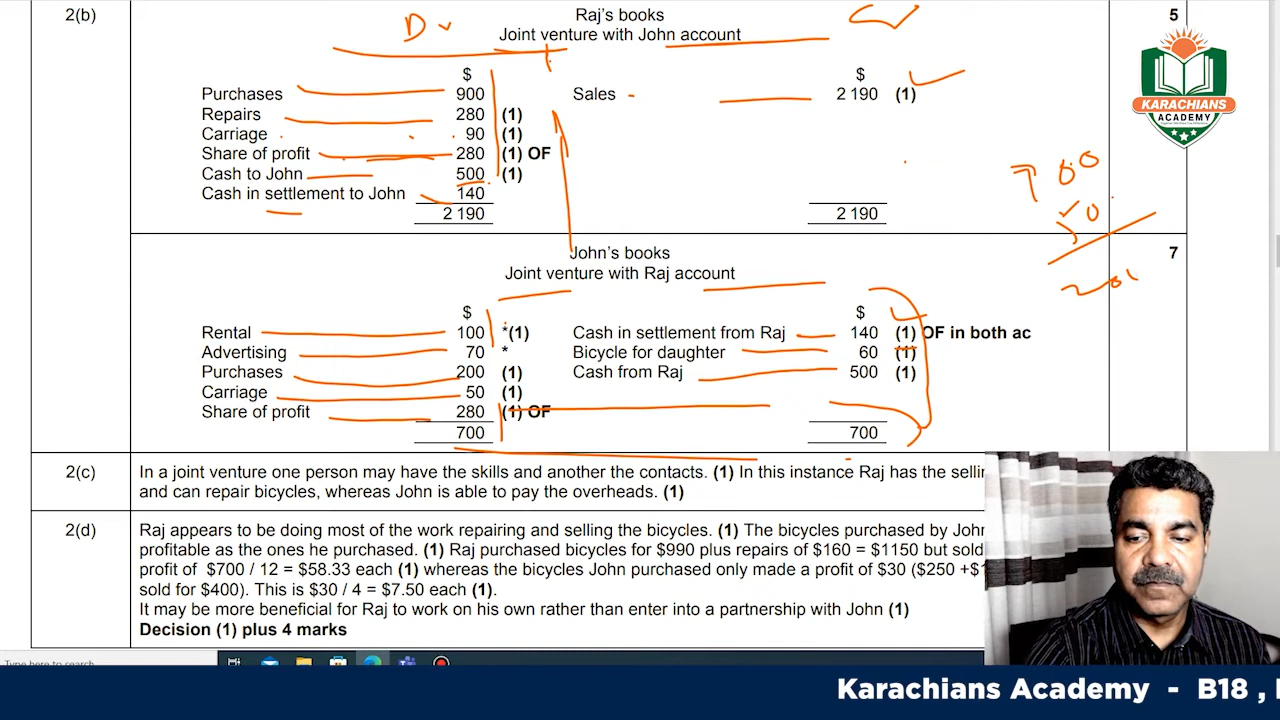 2(b) Raj's books 5
Joint venture with John account
$ $
Purchases 900 Sales 2 190 (1)
Repairs 280 (1)
Carriage 90 (1)
Share of profit 280 (1) OF
Cash to John 500 (1)
Cash in settlement to John 140
2 190 2 190
KARACHIANS
ACADEMY
John's books 7
Joint venture with Raj account
$ $
Rental 100 *(1) Cash in settlement from Raj 140 (1) OF in both ac
Advertising 70 * Bicycle for daughter 60 (1)
Purchases 200 (1) Cash from Raj 500 (1)
Carriage 50 (1)
Share of profit 280 (1) OF
700 700
2(c) In a joint venture one person may have the skills and another the contacts. (1) In this instance Raj has the sellin
and can repair bicycles, whereas John is able to pay the overheads. (1)
2(d) Raj appears to be doing most of the work repairing and selling the bicycles. (1) The bicycles purchased by John
profitable as the ones he purchased. (1) Raj purchased bicycles for $990 plus repairs of $160 = $1150 but sold
profit of $700 / 12 = $58.33 each (1) whereas the bicycles John purchased only made a profit of $30 ($250 +$1
sold for $400). This is $30 / 4 = $7.50 each (1).
It may be more beneficial for Raj to work on his own rather than enter into a partnership with John (1)
Decision (1) plus 4 marks
Type here to search
Karachians Academy - B18 ,